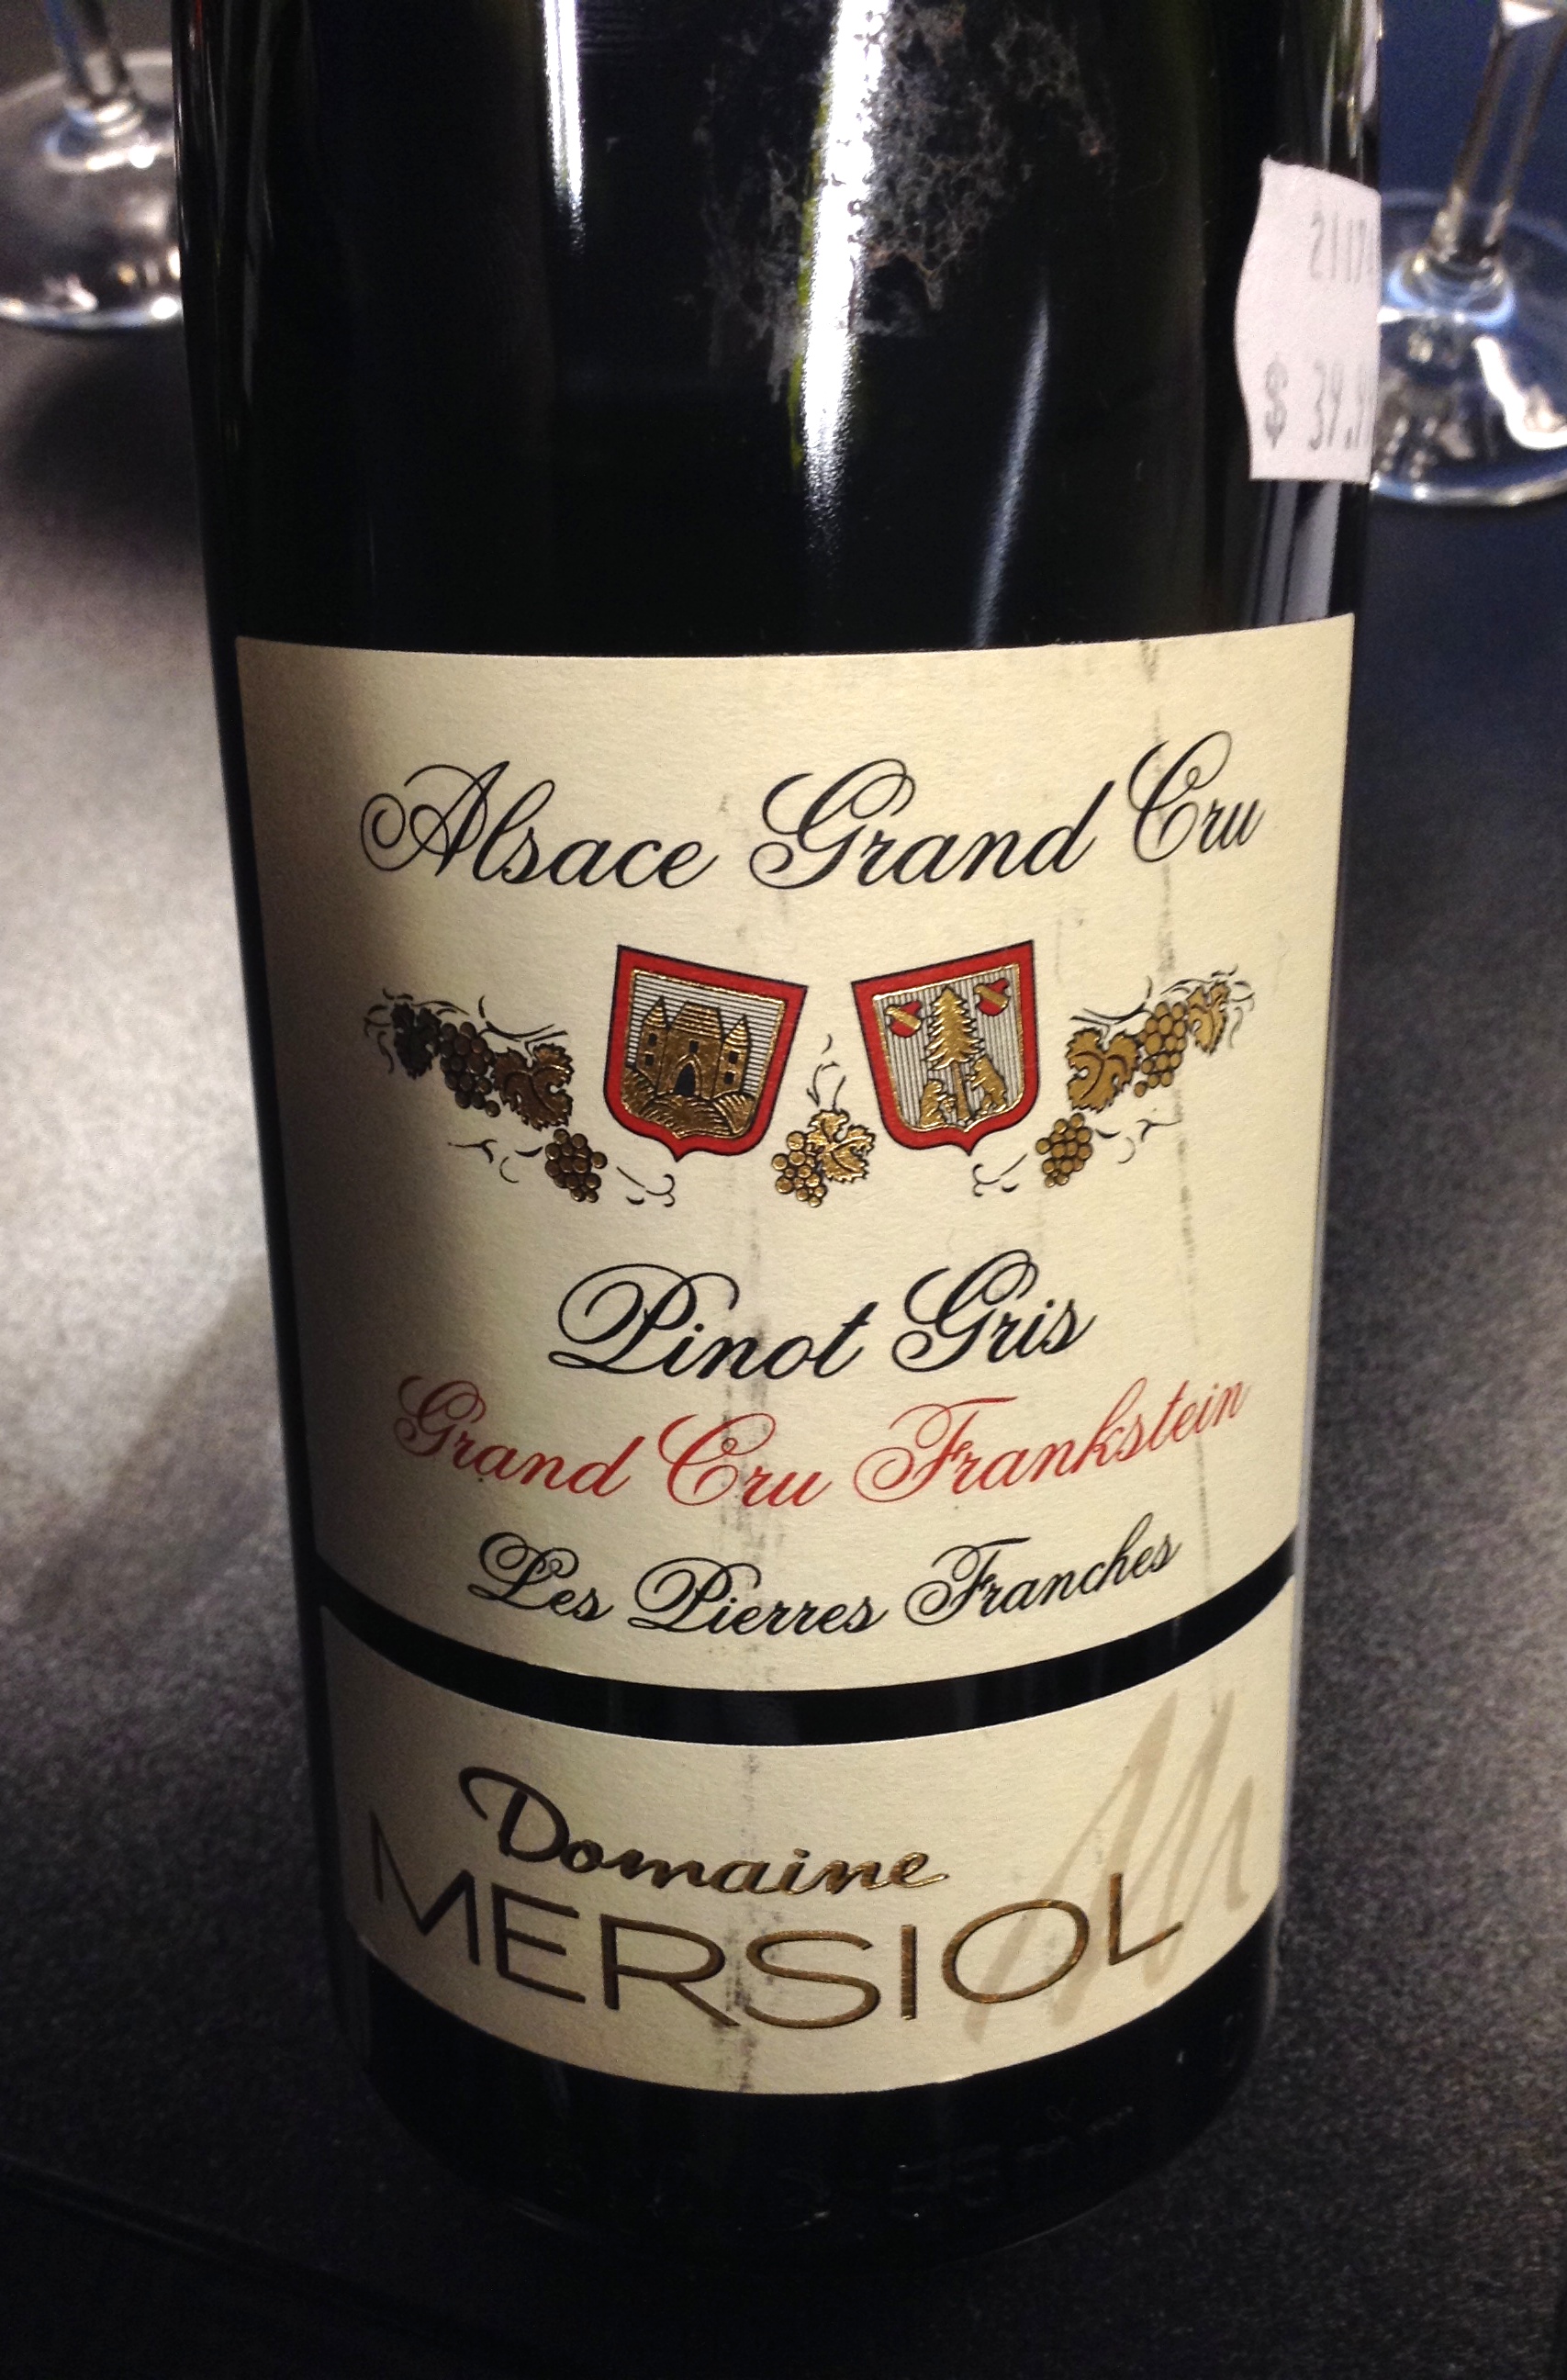 $
Alsace Grand Cru
Pinot Gris
Grand Cru Frankstein
Les Pierres Franches
Domaine
MERSIOL